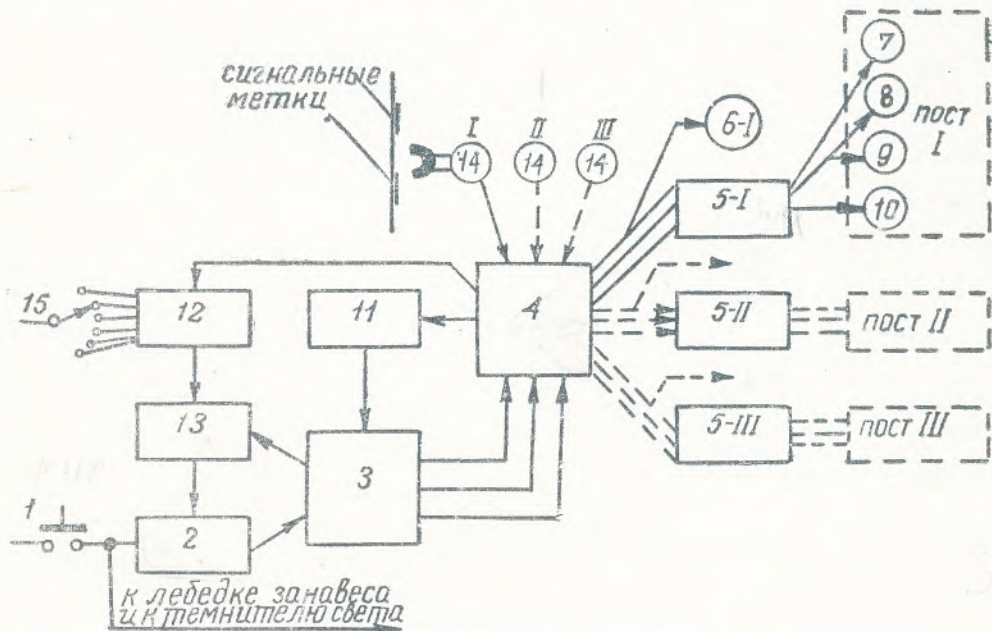 сигнальные
метки
I
II
III
14
14
14
6-I
7
8
9
10
пост
I
5-I
15
12
11
4
5-II
пост II
13
3
5-III
пост III
1
2
к лебедке занавеса
и к темнителю света